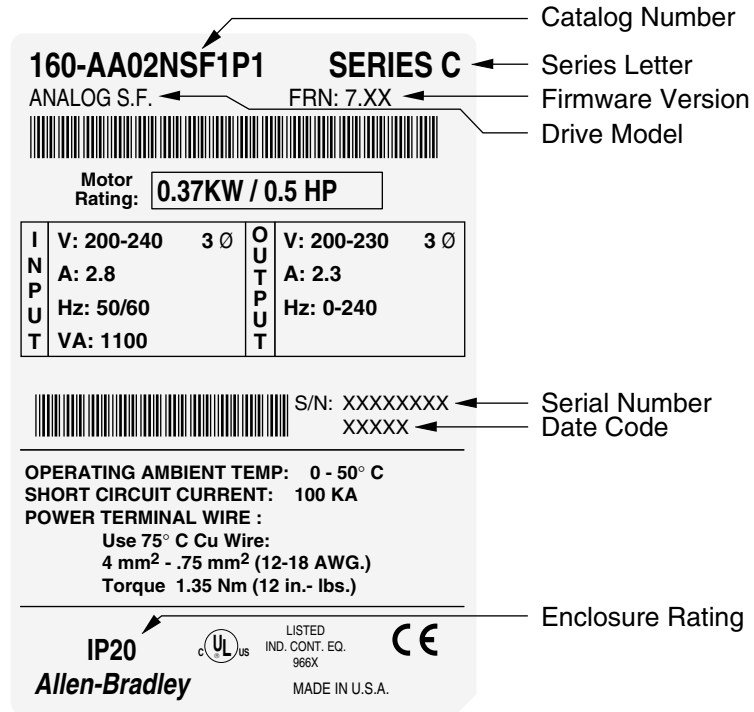 Catalog Number
160-AA02NSF1P1 SERIES C
Series Letter
ANALOG S.F. FRN: 7.XX
Firmware Version
Drive Model
Motor Rating: 0.37KW / 0.5 HP
INPUT
V: 200-240 3 Ø
A: 2.8
Hz: 50/60
VA: 1100
OUTPUT
V: 200-230 3 Ø
A: 2.3
Hz: 0-240
S/N: XXXXXXXX
Serial Number
XXXXX
Date Code
OPERATING AMBIENT TEMP: 0 - 50° C
SHORT CIRCUIT CURRENT: 100 KA
POWER TERMINAL WIRE :
Use 75° C Cu Wire:
4 mm² - .75 mm² (12-18 AWG.)
Torque 1.35 Nm (12 in.- lbs.)
Enclosure Rating
IP20
C UL ® US
LISTED
IND. CONT. EQ.
966X
CE
Allen-Bradley
MADE IN U.S.A.